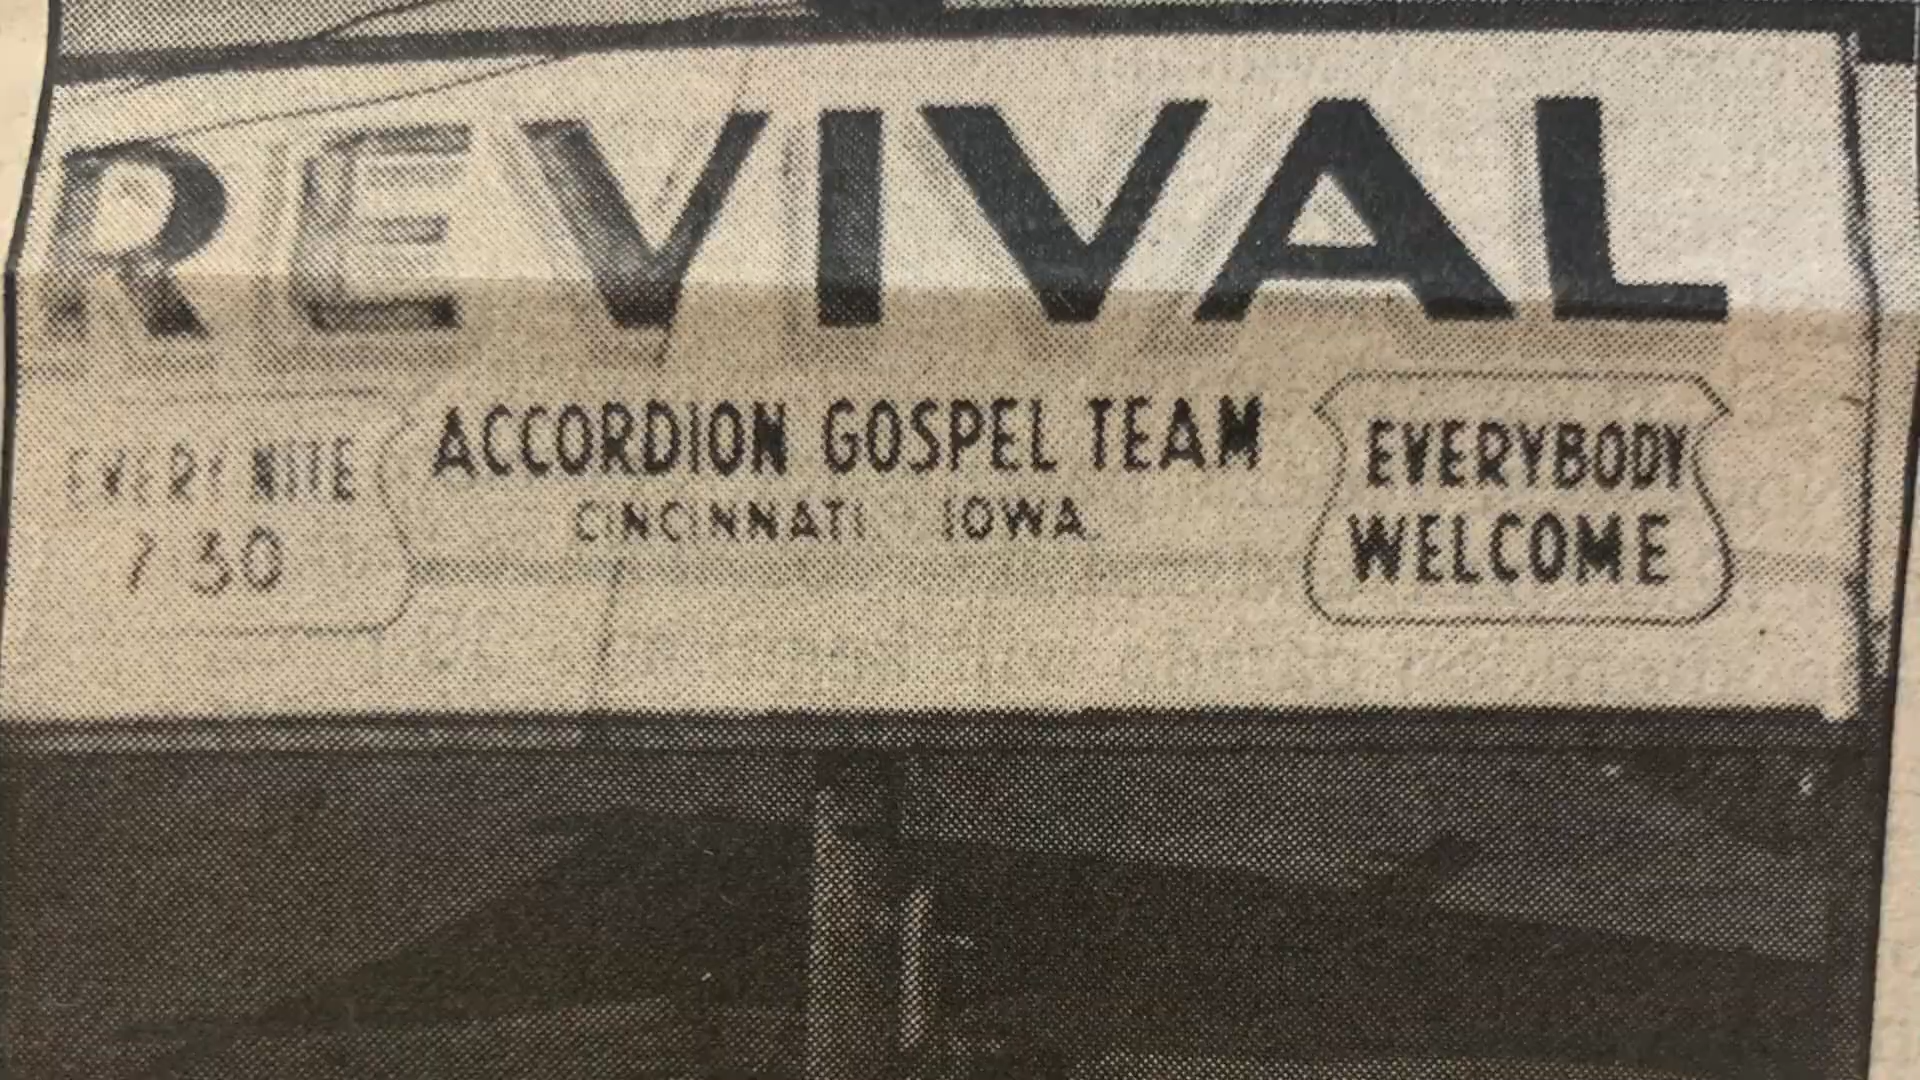 REVIVAL
EVERY NITE
7 30
ACCORDION GOSPEL TEAM
CINCINNATI IOWA
EVERYBODY
WELCOME